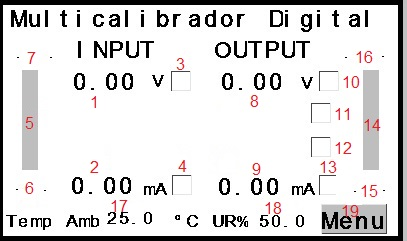 Multicalibrador Digital
INPUT OUTPUT
7 3 16
0.00 V 0.00 V 10
1 8 11
5 14
12
2 4 9 13
6 0.00 mA 0.00 mA 15
17 18 19
Temp Amb 25.0 °C UR% 50.0 Menu